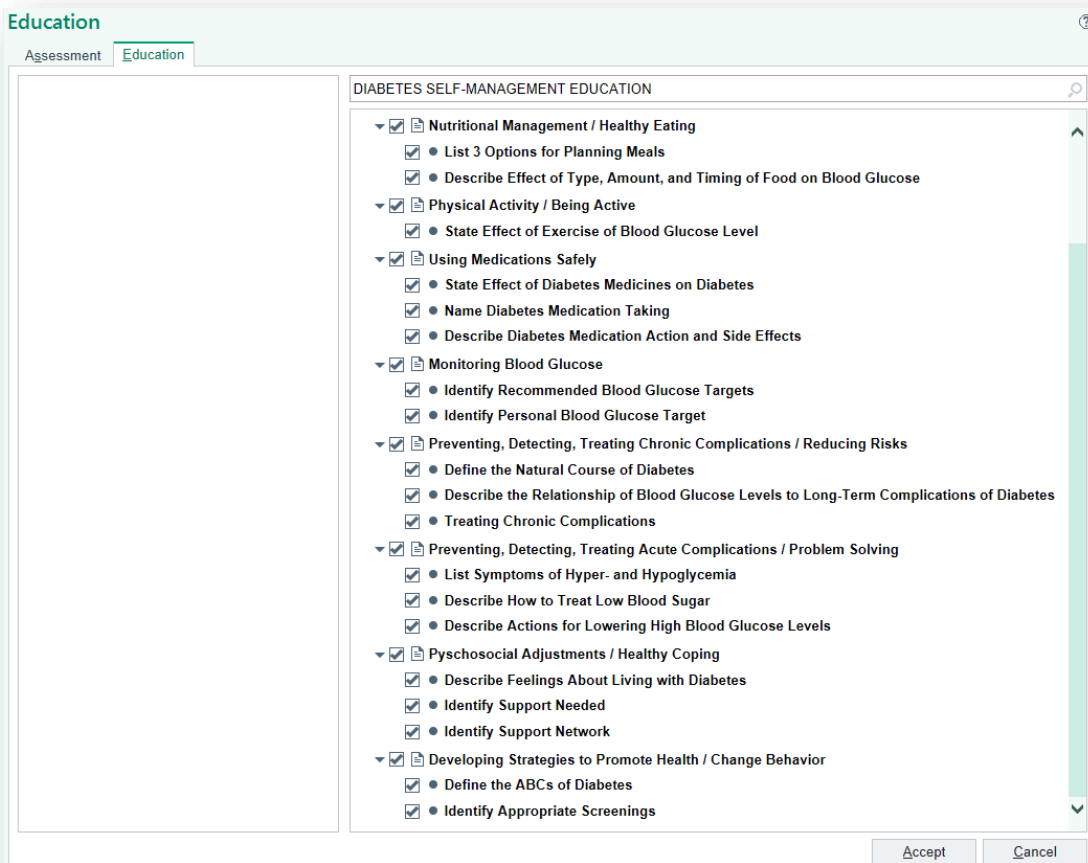 Education
Assessment Education
DIABETES SELF-MANAGEMENT EDUCATION
Nutritional Management / Healthy Eating
List 3 Options for Planning Meals
Describe Effect of Type, Amount, and Timing of Food on Blood Glucose
Physical Activity / Being Active
State Effect of Exercise of Blood Glucose Level
Using Medications Safely
State Effect of Diabetes Medicines on Diabetes
Name Diabetes Medication Taking
Describe Diabetes Medication Action and Side Effects
Monitoring Blood Glucose
Identify Recommended Blood Glucose Targets
Identify Personal Blood Glucose Target
Preventing, Detecting, Treating Chronic Complications / Reducing Risks
Define the Natural Course of Diabetes
Describe the Relationship of Blood Glucose Levels to Long-Term Complications of Diabetes
Treating Chronic Complications
Preventing, Detecting, Treating Acute Complications / Problem Solving
List Symptoms of Hyper- and Hypoglycemia
Describe How to Treat Low Blood Sugar
Describe Actions for Lowering High Blood Glucose Levels
Pyschosocial Adjustments / Healthy Coping
Describe Feelings About Living with Diabetes
Identify Support Needed
Identify Support Network
Developing Strategies to Promote Health / Change Behavior
Define the ABCs of Diabetes
Identify Appropriate Screenings
Accept Cancel